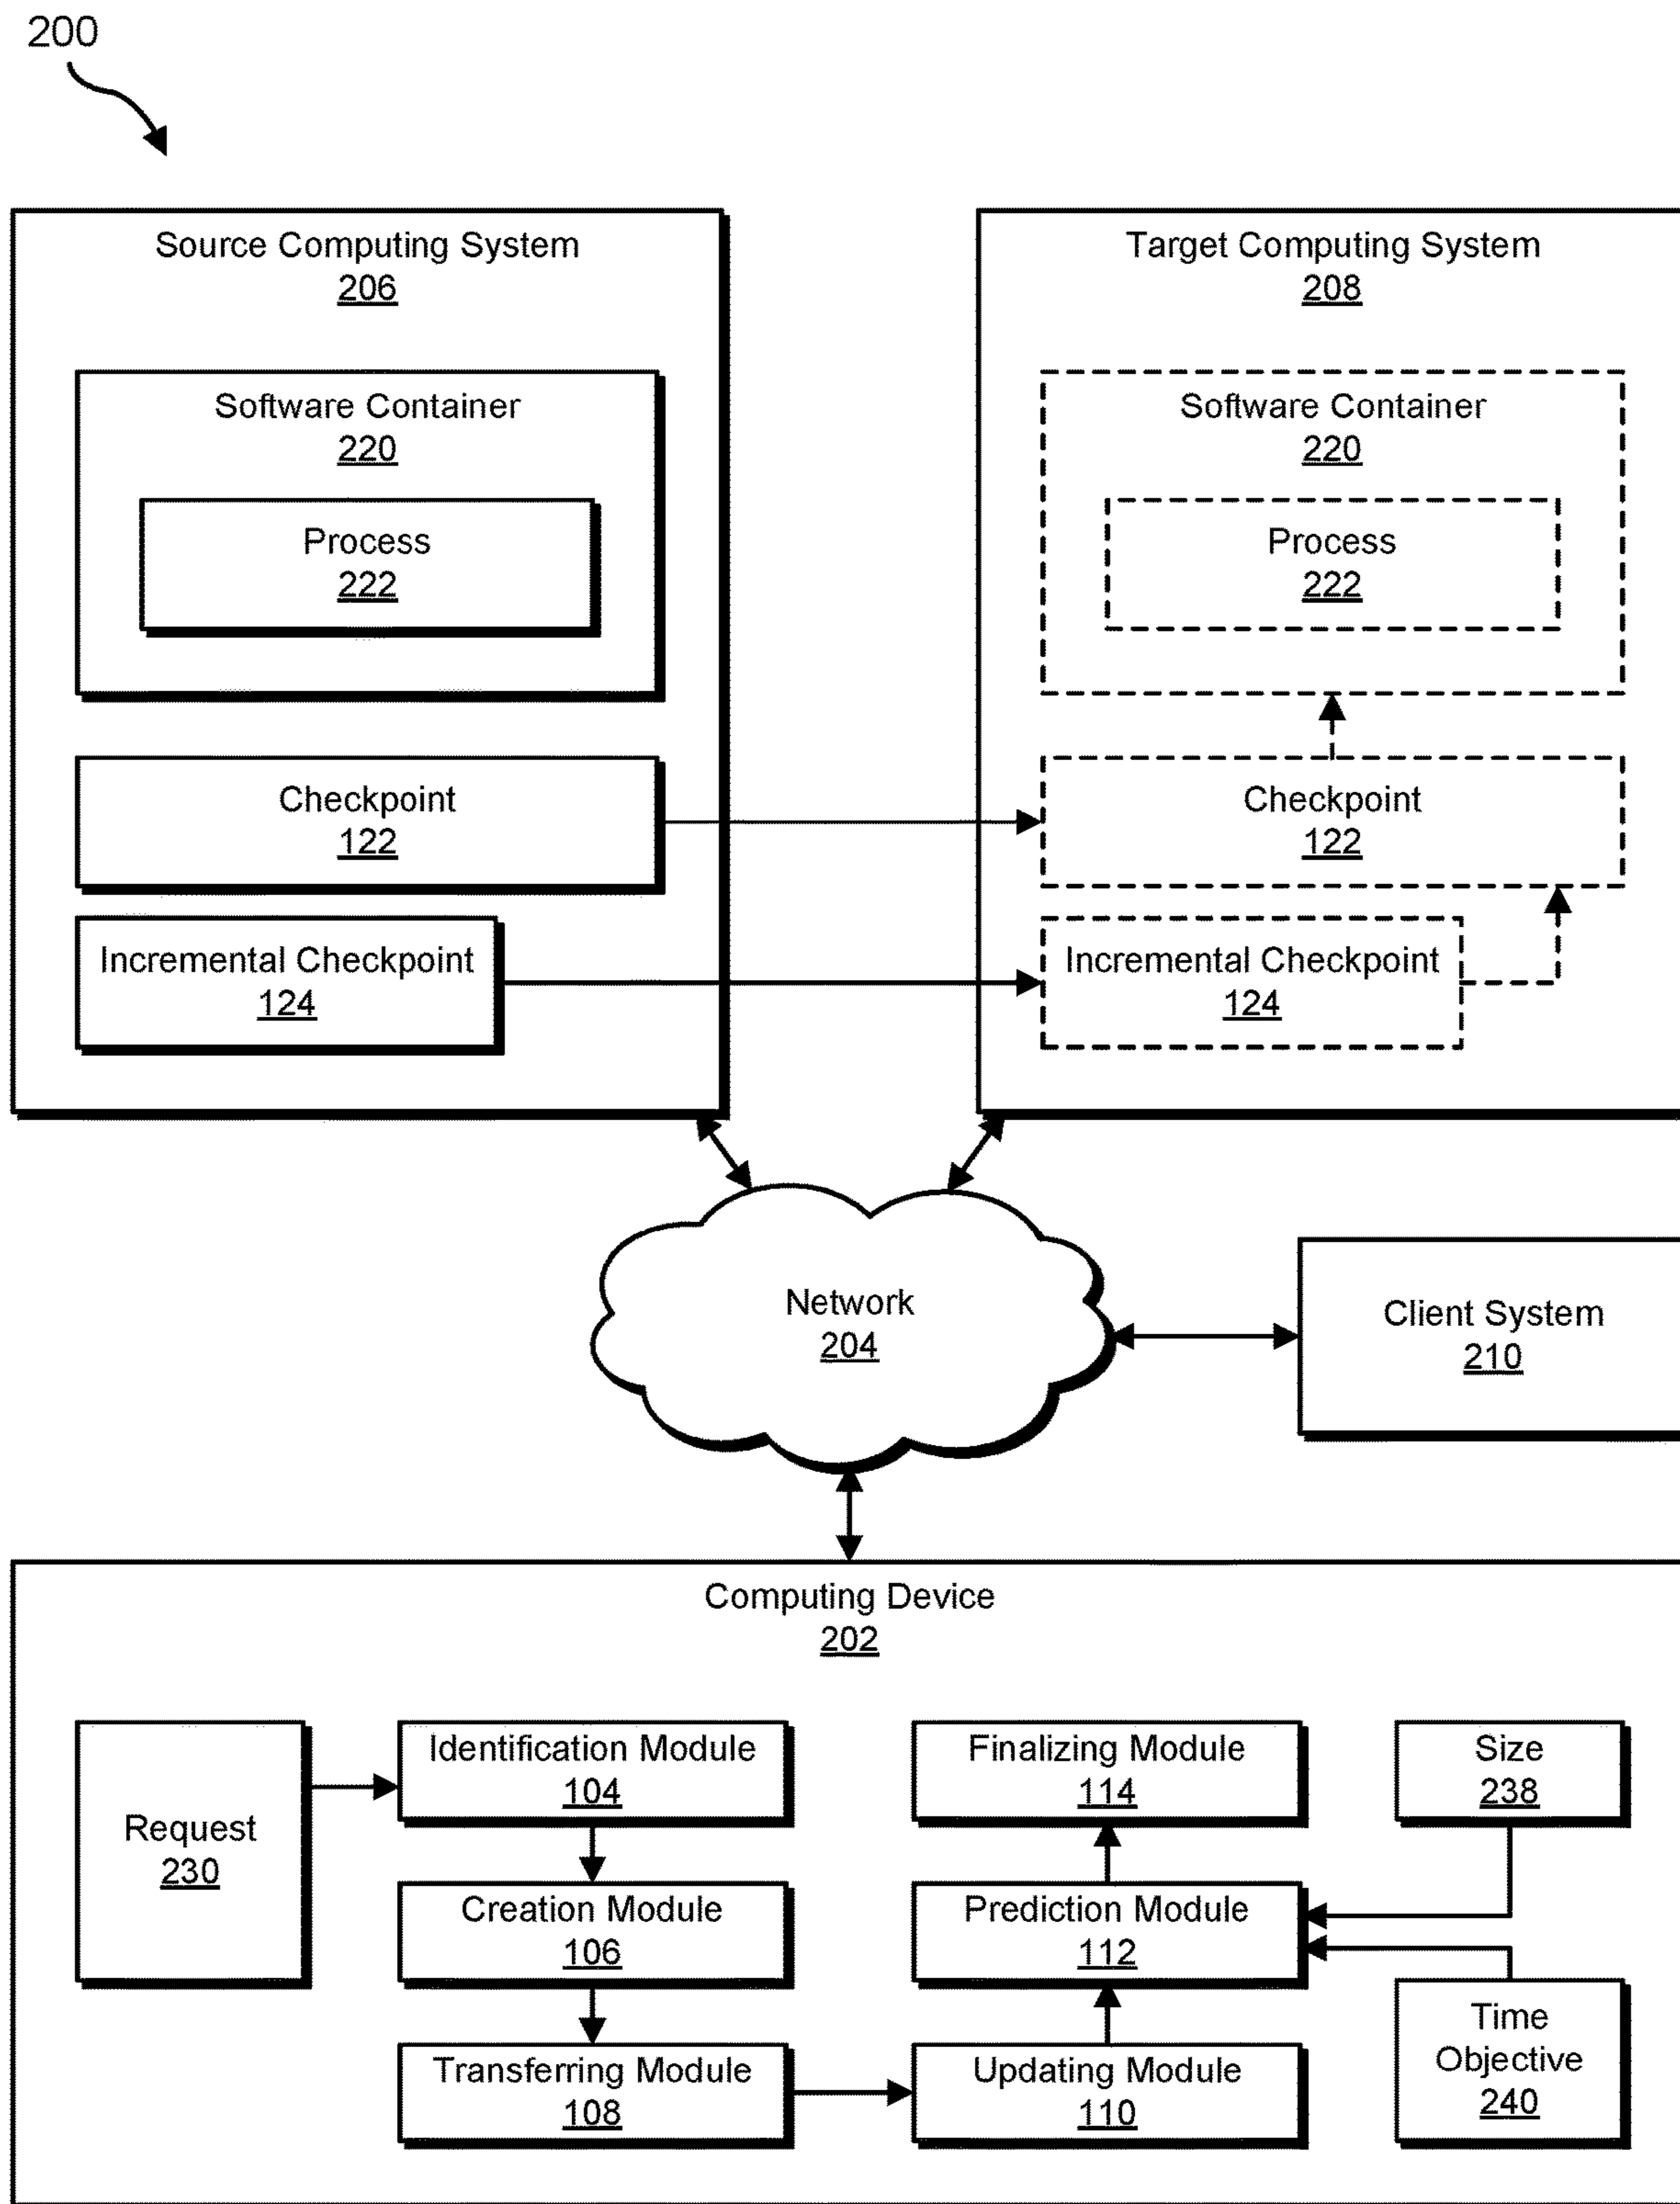 200
Source Computing System
206
Software Container
220
Process
222
Checkpoint
122
Incremental Checkpoint
124
Target Computing System
208
Software Container
220
Process
222
Checkpoint
122
Incremental Checkpoint
124
Network
204
Client System
210
Computing Device
202
Request
230
Identification Module
104
Creation Module
106
Transferring Module
108
Finalizing Module
114
Prediction Module
112
Updating Module
110
Size
238
Time
Objective
240